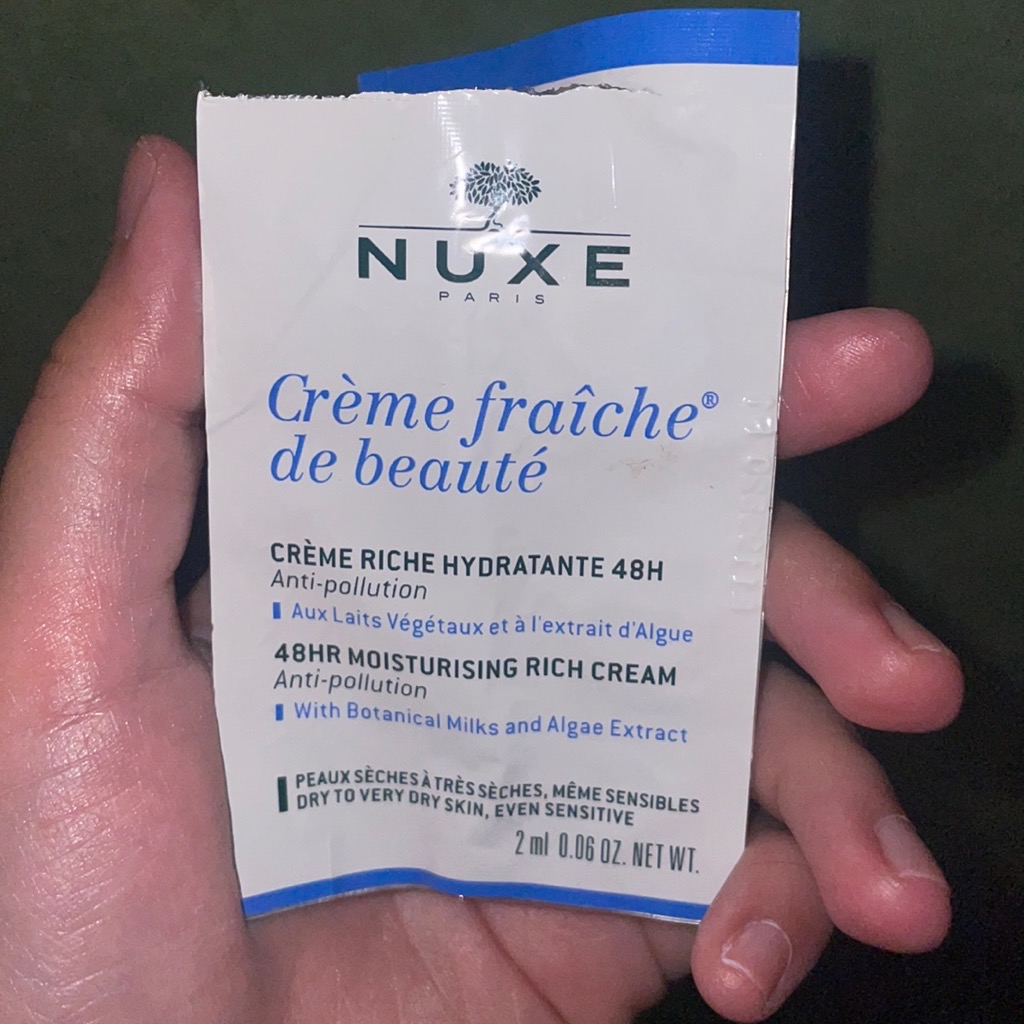 NUXE
PARIS
Crème fraîche®
de beauté
CRÈME RICHE HYDRATANTE 48H
Anti-pollution
Aux Laits Végétaux et à l'extrait d'Algue
48HR MOISTURISING RICH CREAM
Anti-pollution
With Botanical Milks and Algae Extract
PEAUX SÈCHES À TRÈS SÈCHES, MÊME SENSIBLES
DRY TO VERY DRY SKIN, EVEN SENSITIVE
2 ml 0.06 OZ. NET WT.